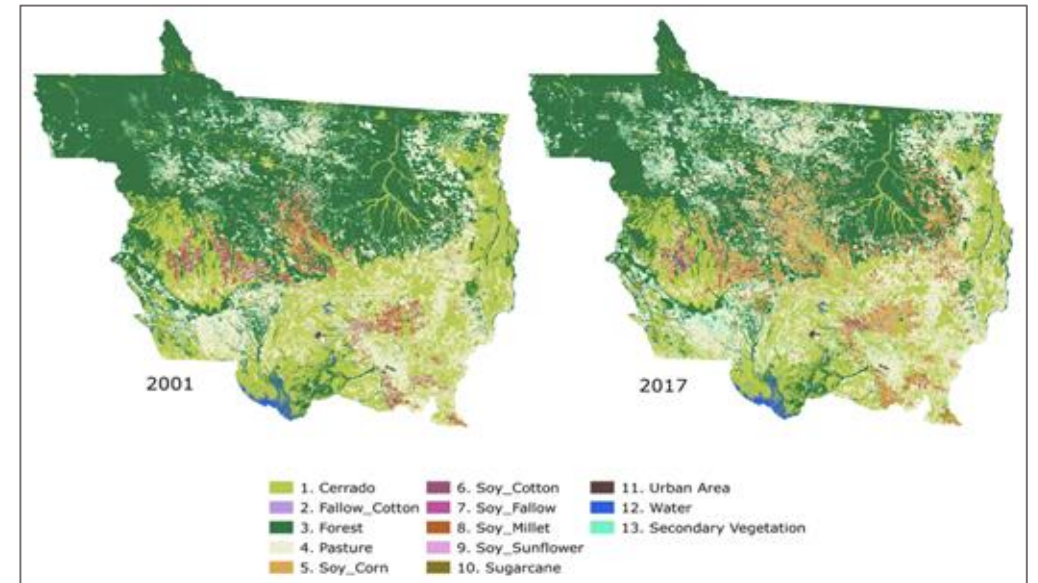 2001
2017
1. Cerrado
2. Fallow_Cotton
3. Forest
4. Pasture
5. Soy_Corn
6. Soy_Cotton
7. Soy_Fallow
8. Soy_Millet
9. Soy_Sunflower
10. Sugarcane
11. Urban Area
12. Water
13. Secondary Vegetation